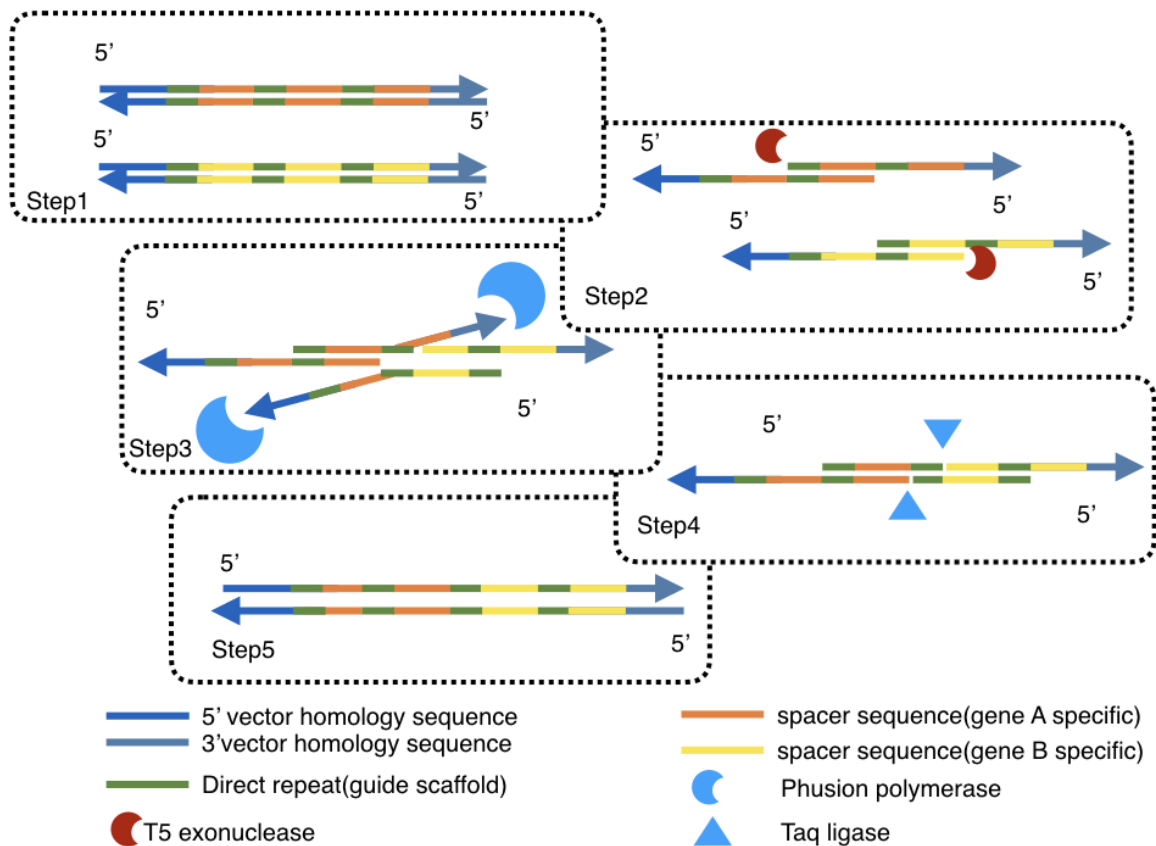 5’
5’
5’
5’
Step1
5’
5’
5’
5’
Step2
5’
5’
Step3
5’
5’
Step4
5’
5’
Step5
5’ vector homology sequence
3’vector homology sequence
Direct repeat(guide scaffold)
T5 exonuclease
spacer sequence(gene A specific)
spacer sequence(gene B specific)
Phusion polymerase
Taq ligase